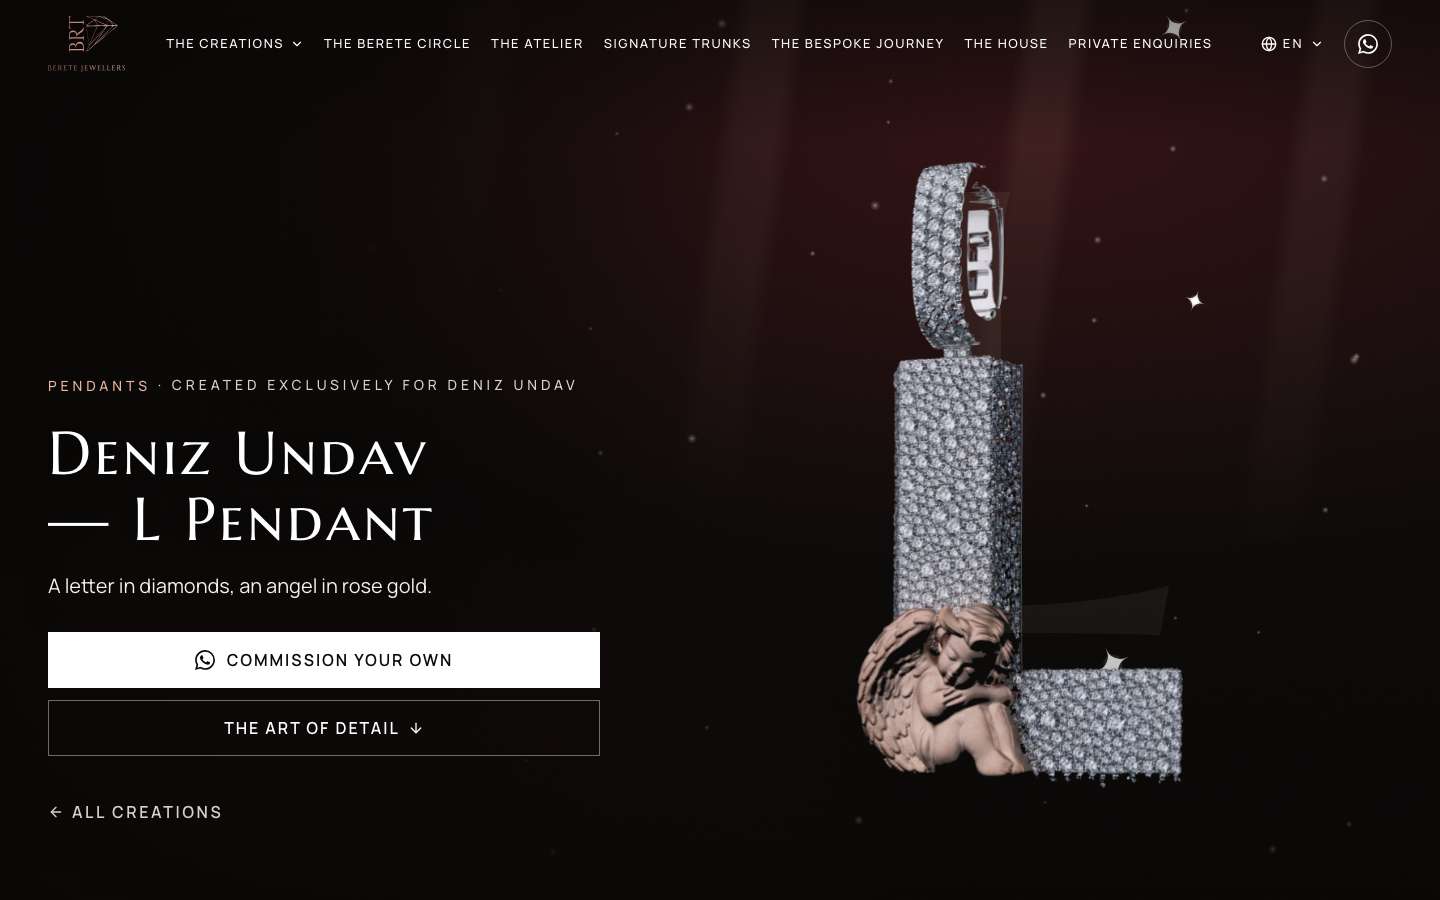 BRT
BERETE JEWELLERS
THE CREATIONS
THE BERETE CIRCLE
THE ATELIER
SIGNATURE TRUNKS
THE BESPOKE JOURNEY
THE HOUSE
PRIVATE ENQUIRIES
EN
PENDANTS · CREATED EXCLUSIVELY FOR DENIZ UNDAV
Deniz Undav
— L Pendant
A letter in diamonds, an angel in rose gold.
COMMISSION YOUR OWN
THE ART OF DETAIL ↓
← ALL CREATIONS